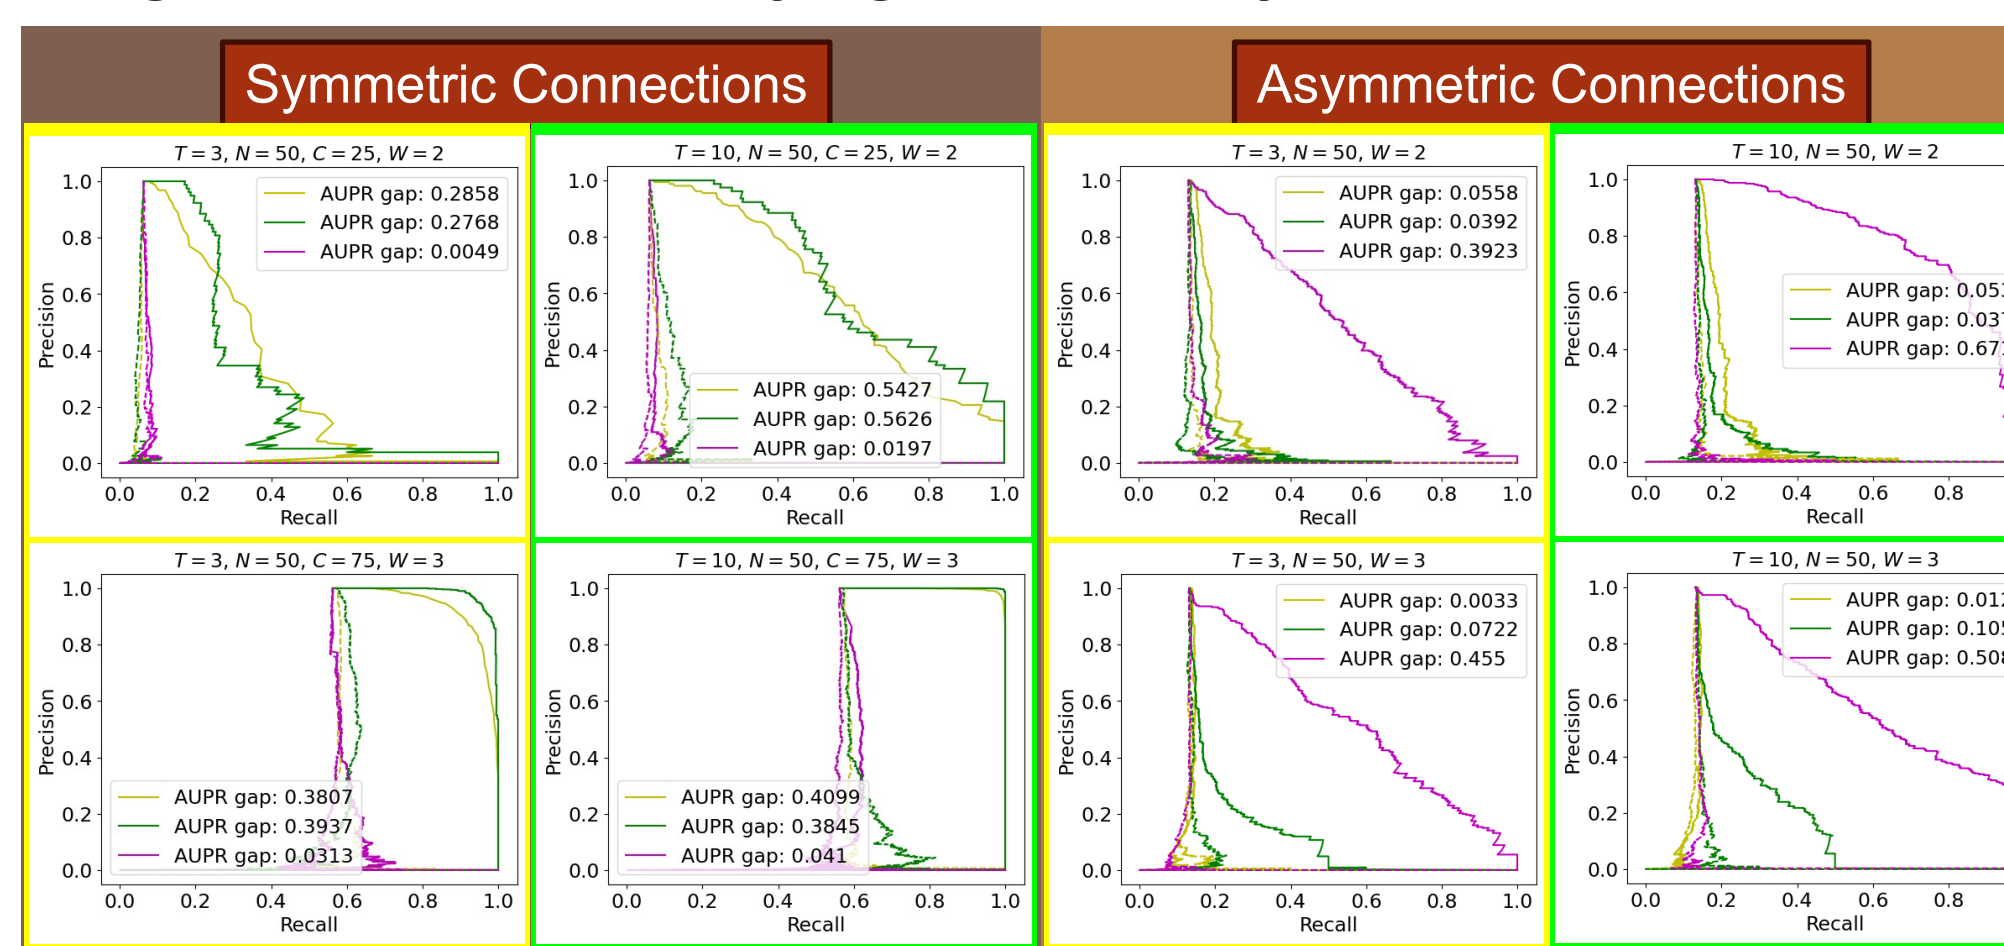 Symmetric Connections
Asymmetric Connections
T = 3, N = 50, C = 25, W = 2
1.0
0.8
0.6
0.4
0.2
0.0
Precision
AUPR gap: 0.2858
AUPR gap: 0.2768
AUPR gap: 0.0049
0.0 0.2 0.4 0.6 0.8 1.0
Recall
T = 10, N = 50, C = 25, W = 2
1.0
0.8
0.6
0.4
0.2
0.0
Precision
AUPR gap: 0.5427
AUPR gap: 0.5626
AUPR gap: 0.0197
0.0 0.2 0.4 0.6 0.8 1.0
Recall
T = 3, N = 50, W = 2
1.0
0.8
0.6
0.4
0.2
0.0
Precision
AUPR gap: 0.0558
AUPR gap: 0.0392
AUPR gap: 0.3923
0.0 0.2 0.4 0.6 0.8 1.0
Recall
T = 10, N = 50, W = 2
1.0
0.8
0.6
0.4
0.2
0.0
Precision
AUPR gap:
AUPR gap:
AUPR gap:
0.0 0.2 0.4 0.6 0.8
Recall
T = 3, N = 50, C = 75, W = 3
1.0
0.8
0.6
0.4
0.2
0.0
Precision
AUPR gap: 0.3807
AUPR gap: 0.3937
AUPR gap: 0.0313
0.0 0.2 0.4 0.6 0.8 1.0
Recall
T = 10, N = 50, C = 75, W = 3
1.0
0.8
0.6
0.4
0.2
0.0
Precision
AUPR gap: 0.4099
AUPR gap: 0.3845
AUPR gap: 0.041
0.0 0.2 0.4 0.6 0.8 1.0
Recall
T = 3, N = 50, W = 3
1.0
0.8
0.6
0.4
0.2
0.0
Precision
AUPR gap: 0.0033
AUPR gap: 0.0722
AUPR gap: 0.455
0.0 0.2 0.4 0.6 0.8 1.0
Recall
T = 10, N = 50, W = 3
1.0
0.8
0.6
0.4
0.2
0.0
Precision
AUPR gap:
AUPR gap:
AUPR gap:
0.0 0.2 0.4 0.6 0.8
Recall